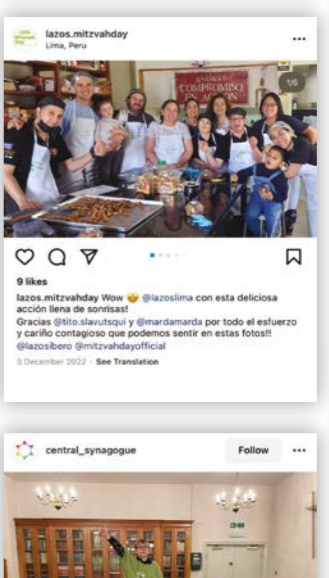 lazos.mitzvahday
Lima, Peru
COMPROMISO
EN ACCIÓN
1/6
9 likes
lazos.mitzvahday Wow 🤩 @lazoslima con esta deliciosa
acción llena de sonrisas!
Gracias @tito.slavutsqui y @mardamarda por todo el esfuerzo
y cariño contagioso que podemos sentir en estas fotos!!
@lazosibero @mitzvahdayofficial
3 December 2022 · See Translation
central_synagogue
Follow